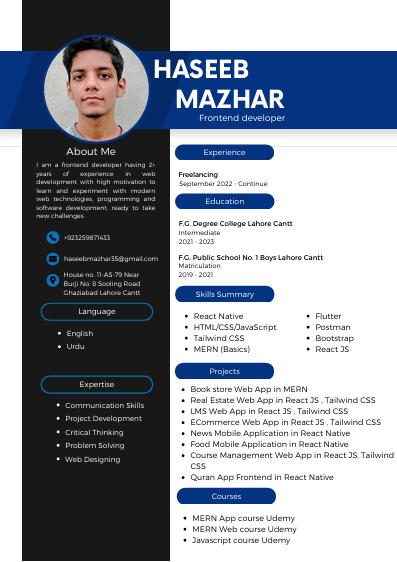 HASEEB
MAZHAR
Frontend developer
About Me
I am a frontend developer having 2+
years of experience in web
development with high motivation to
learn and experiment with modern
web technologies, programming and
software development, ready to take
new challenges.
+923259871433
haseebmazhar35@gmail.com
House no. 11-AS-79 Near
Burji No. 8 Sooling Road
Ghaziabad Lahore Cantt
Language
English
Urdu
Expertise
Communication Skills
Project Development
Critical Thinking
Problem Solving
Web Designing
Experience
Freelancing
September 2022 - Continue
Education
F.G. Degree College Lahore Cantt
Intermediate
2021 - 2023
F.G. Public School No. 1 Boys Lahore Cantt
Matriculation
2019 - 2021
Skills Summary
React Native
HTML/CSS/JavaScript
Tailwind CSS
MERN (Basics)
Flutter
Postman
Bootstrap
React JS
Projects
Book store Web App in MERN
Real Estate Web App in React JS , Tailwind CSS
LMS Web App in React JS , Tailwind CSS
ECommerce Web App in React JS , Tailwind CSS
News Mobile Application in React Native
Food Mobile Application in React Native
Course Management Web App in React JS, Tailwind
CSS
Quran App Frontend in React Native
Courses
MERN App course Udemy
MERN Web course Udemy
Javascript course Udemy